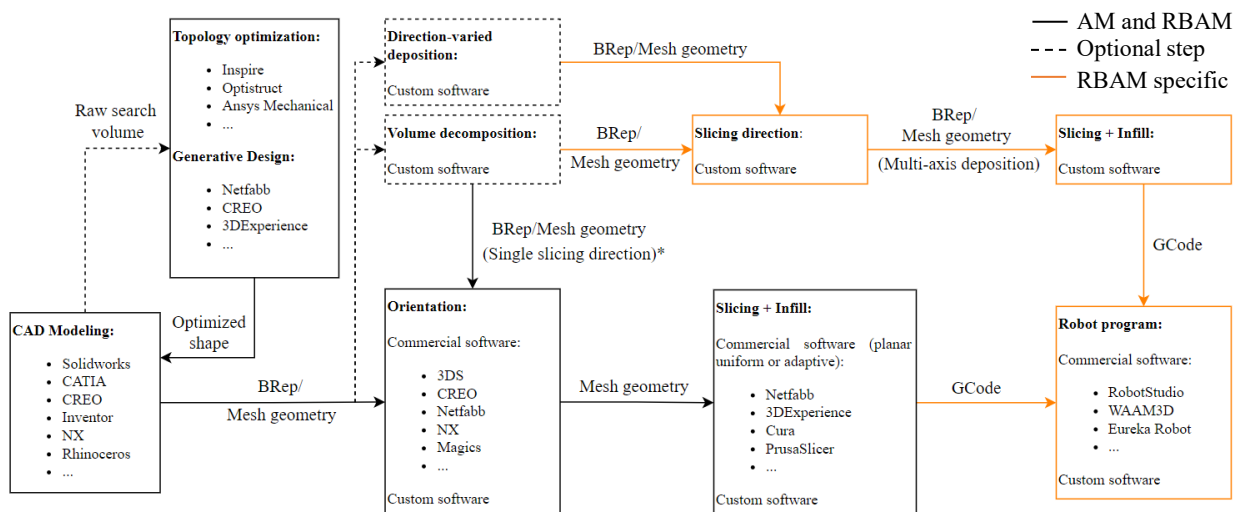 AM and RBAM
Optional step
RBAM specific
Topology optimization:
• Inspire
• Optistruct
• Ansys Mechanical
• ...
Generative Design:
• Netfabb
• CREO
• 3DExperience
• ...
Raw search
volume
Optimized
shape
CAD Modeling:
• Solidworks
• CATIA
• CREO
• Inventor
• NX
• Rhinoceros
• ...
BRep/
Mesh geometry
Direction-varied
deposition:
Custom software
BRep/Mesh geometry
Volume decomposition:
Custom software
BRep/
Mesh geometry
Slicing direction:
Custom software
BRep/
Mesh geometry
(Multi-axis deposition)
Slicing + Infill:
Custom software
BRep/Mesh geometry
(Single slicing direction)*
GCode
Orientation:
Commercial software:
• 3DS
• CREO
• Netfabb
• NX
• Magics
• ...
Custom software
Mesh geometry
Slicing + Infill:
Commercial software (planar
uniform or adaptive):
• Netfabb
• 3DExperience
• Cura
• PrusaSlicer
• ...
Custom software
GCode
Robot program:
Commercial software:
• RobotStudio
• WAAM3D
• Eureka Robot
• ...
Custom software